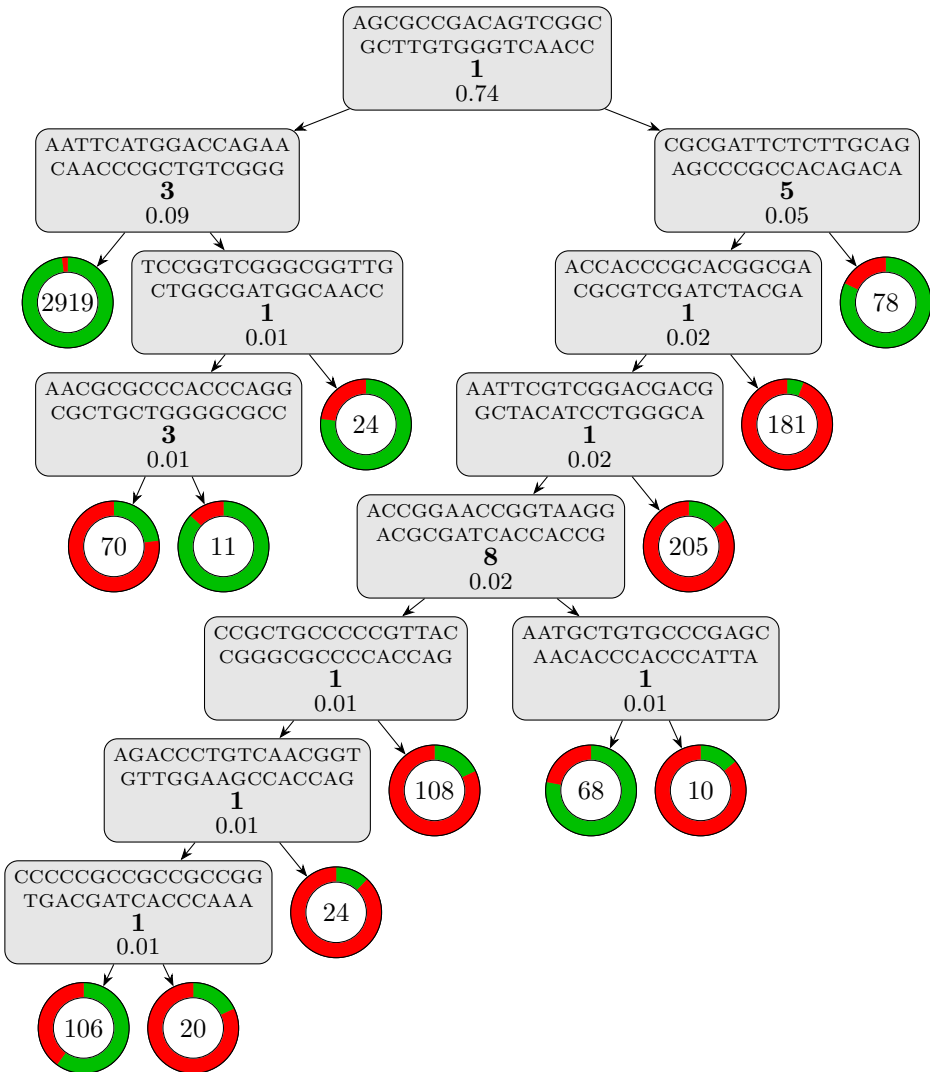 AGCGCCGACAGTCGGC
GCTTGTGGGTCAACC
1
0.74
AATTCATGGACCAGAA
CAACCCGCTGTCGGG
3
0.09
CGCGATTCTCTTGCAG
AGCCCGCCACAGACA
5
0.05
2919
TCCGGTCGGGCGGTTG
CTGGCGATGGCAACC
1
0.01
ACCACCCGCACGGCGA
CGCGTCGATCTACGA
1
0.02
78
AACGCGCCCACCCAGG
CGCTGCTGGGGCGCC
3
0.01
24
AATTCGTCGGACGACG
GCTACATCCTGGGCA
1
0.02
181
70
11
ACCGGAACCGGTAAGG
ACGCGATCACCACCG
8
0.02
205
CCGCTGCCCCCGTTAC
CGGGCGCCCCACCAG
1
0.01
AATGCTGTGCCCGAGC
AACACCCACCCATTA
1
0.01
AGACCCTGTCAACGGT
GTTGGAAGCCACCAG
1
0.01
108
68
10
CCCCCGCCGCCGCCGG
TGACGATCACCCAAA
1
0.01
24
106
20